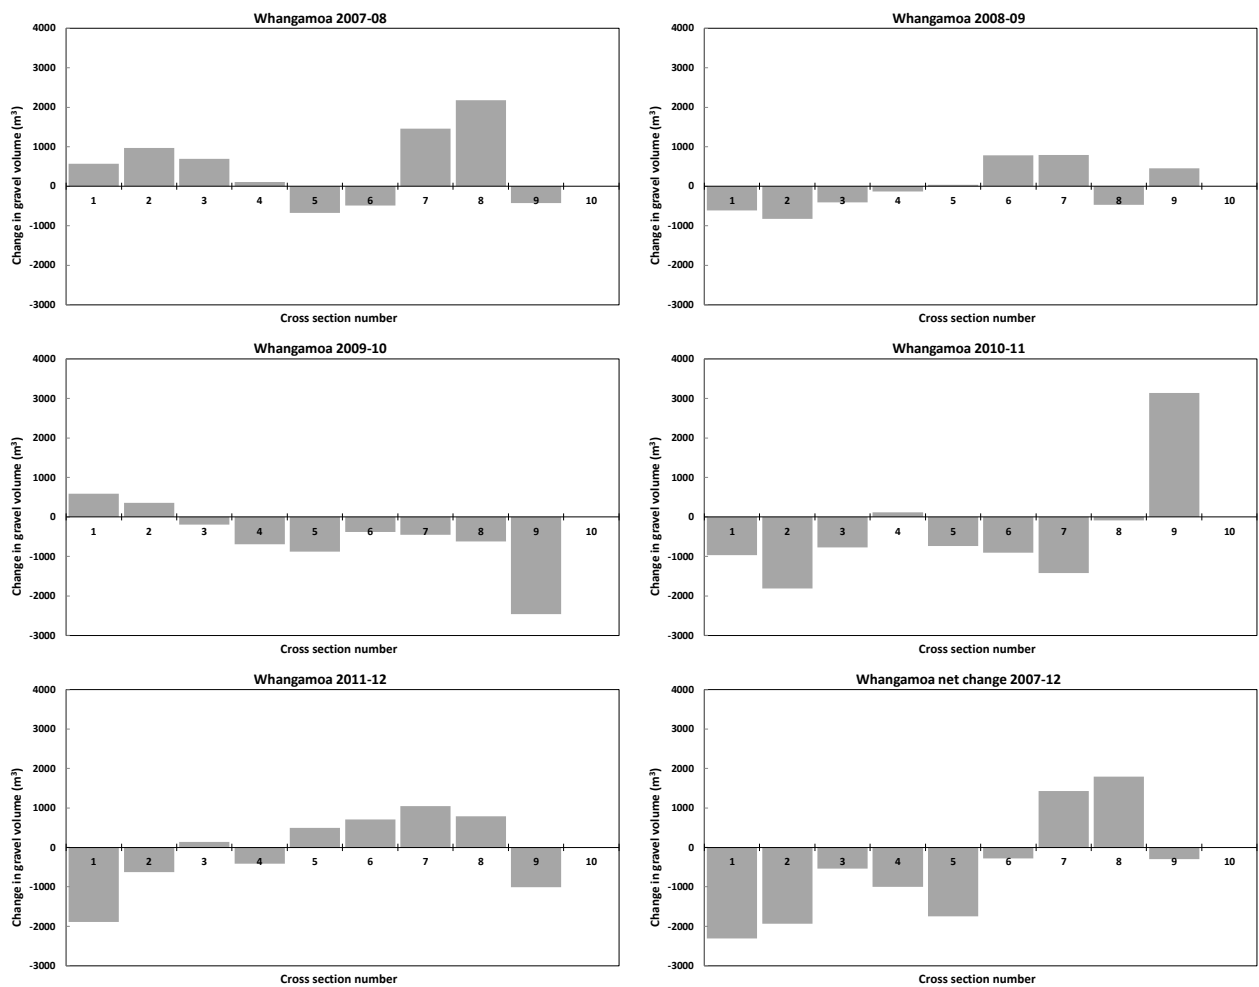 Whangamoa 2007-08
Change in gravel volume (m³)
4000
3000
2000
1000
0
-1000
-2000
-3000
1 2 3 4 5 6 7 8 9 10
Cross section number
Whangamoa 2008-09
Change in gravel volume (m³)
4000
3000
2000
1000
0
-1000
-2000
-3000
1 2 3 4 5 6 7 8 9 10
Cross section number
Whangamoa 2009-10
Change in gravel volume (m³)
4000
3000
2000
1000
0
-1000
-2000
-3000
1 2 3 4 5 6 7 8 9 10
Cross section number
Whangamoa 2010-11
Change in gravel volume (m³)
4000
3000
2000
1000
0
-1000
-2000
-3000
1 2 3 4 5 6 7 8 9 10
Cross section number
Whangamoa 2011-12
Change in gravel volume (m³)
4000
3000
2000
1000
0
-1000
-2000
-3000
1 2 3 4 5 6 7 8 9 10
Cross section number
Whangamoa net change 2007-12
Change in gravel volume (m³)
4000
3000
2000
1000
0
-1000
-2000
-3000
1 2 3 4 5 6 7 8 9 10
Cross section number